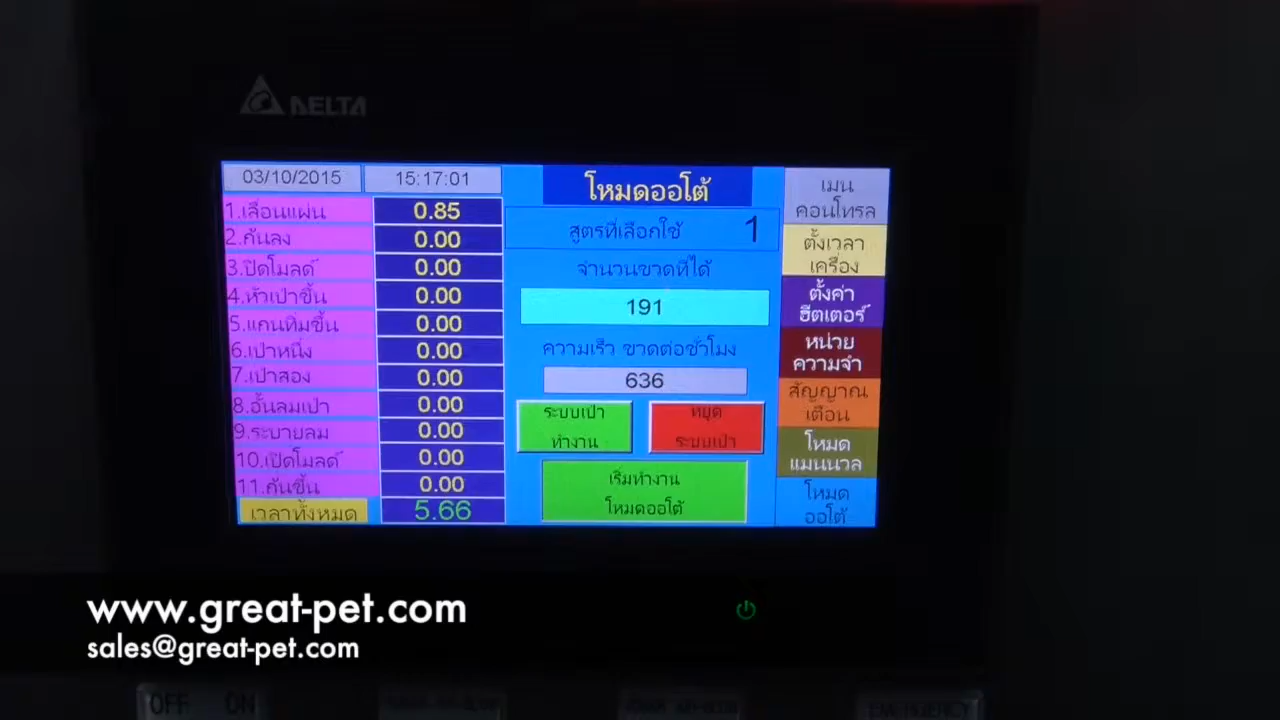 DELTA
03/10/2015 15:17:01
1.เลื่อนแผ่น 0.85
2.กันลง 0.00
3.ปิดโมลด์ 0.00
4.หัวเป่าขึ้น 0.00
5.แกนทิ่มขึ้น 0.00
6.เป่าหนึ่ง 0.00
7.เป่าสอง 0.00
8.อั้นลมเป่า 0.00
9.ระบายลม 0.00
10.เปิดโมลด์ 0.00
11.กันขึ้น 0.00
เวลาทั้งหมด 5.66
โหมดออโต้
สูตรที่เลือกใช้ 1
จำนวนขวดที่ได้
191
ความเร็ว ขวดต่อชั่วโมง
636
ระบบเป่า
ทำงาน
หยุด
ระบบเป่า
เริ่มทำงาน
โหมดออโต้
เมน
คอนโทรล
ตั้งเวลา
เครื่อง
ตั้งค่า
ฮีตเตอร์
หน่วย
ความจำ
สัญญาณ
เตือน
โหมด
แมนนวล
โหมด
ออโต้
www.great-pet.com
sales@great-pet.com
OFF ON
EMERGENCY